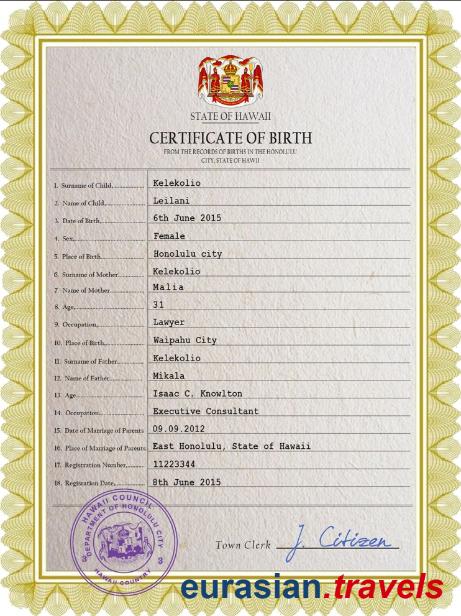 STATE OF HAWAII
CERTIFICATE OF BIRTH
FROM THE RECORDS OF BIRTHS IN THE HONOLULU
CITY, STATE OF HAWII
1. Surname of Child............ Kelekolio
2. Name of Child............ Leilani
3. Date of Birth............ 6th June 2015
4. Sex............ Female
5. Place of Birth............ Honolulu city
6. Surname of Mother............ Kelekolio
7. Name of Mother............ Malia
8. Age............ 31
9. Occupation............ Lawyer
10. Place of Birth............ Waipahu City
11. Surname of Father............ Kelekolio
12. Name of Father............ Mikala
13. Age............ Isaac C. Knowlton
14. Occupation............ Executive Consultant
15. Date of Marriage of Parents 09.09.2012
16. Place of Marriage of Parents East Honolulu, State of Hawaii
17. Registration Number............ 11223344
18. Registration Date............ 8th June 2015
HAWAII COUNCIL
DEPARTMENT OF HONOLULU CITY
HAWAII COUNTRY
Town Clerk J. Citizen
eurasian.travels